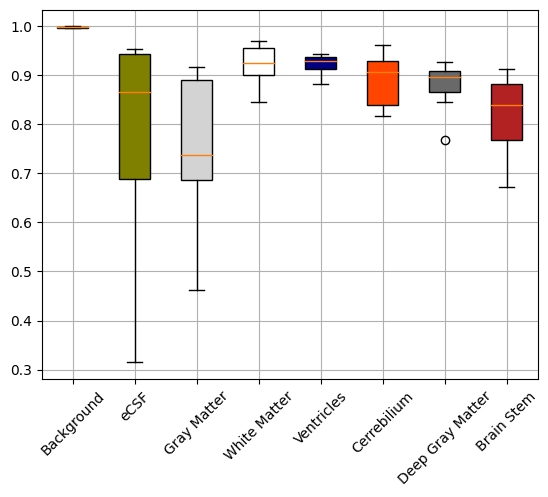 1.0
0.9
0.8
0.7
0.6
0.5
0.4
0.3
Background
eCSF
Gray Matter
White Matter
Ventricles
Cerrebilium
Deep Gray Matter
Brain Stem